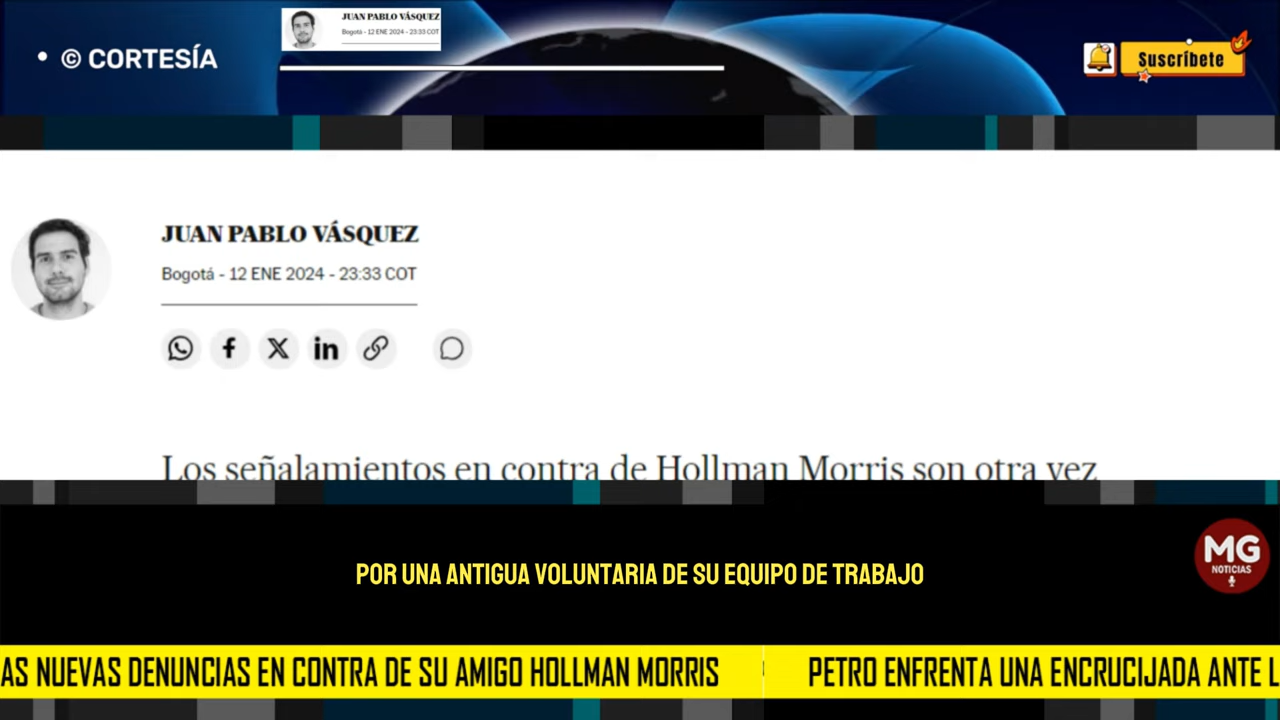 JUAN PABLO VÁSQUEZ
Bogotá - 12 ENE 2024 - 23:33 COT
• © CORTESÍA
Suscríbete
JUAN PABLO VÁSQUEZ
Bogotá - 12 ENE 2024 - 23:33 COT
Los señalamientos en contra de Hollman Morris son otra vez
POR UNA ANTIGUA VOLUNTARIA DE SU EQUIPO DE TRABAJO
MG
NOTICIAS
AS NUEVAS DENUNCIAS EN CONTRA DE SU AMIGO HOLLMAN MORRIS PETRO ENFRENTA UNA ENCRUCIJADA ANTE L